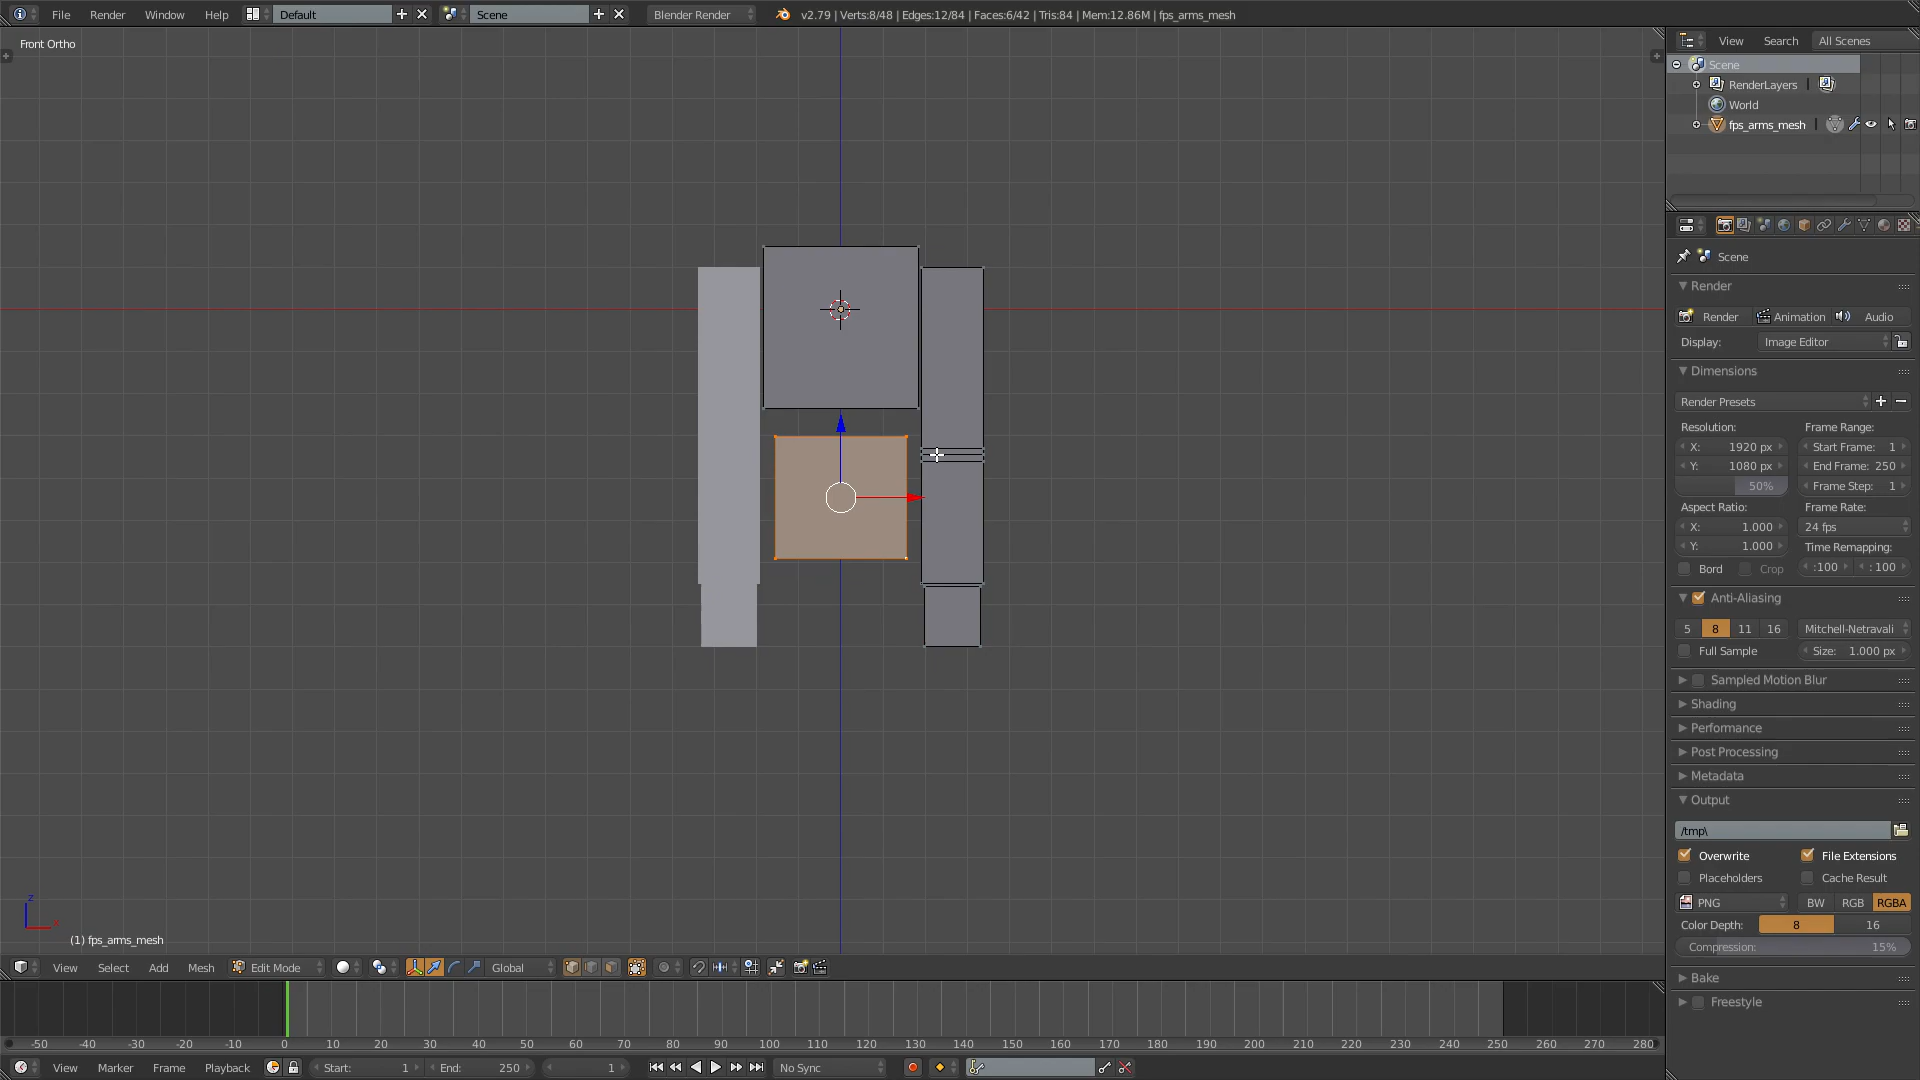 File Render Window Help Default Scene Blender Render v2.79 | Verts:8/48 | Edges:12/84 | Faces:6/42 | Tris:84 | Mem:12.86M | fps_arms_mesh
Front Ortho
View Search All Scenes
Scene
RenderLayers
World
fps_arms_mesh
Scene
Render
Render Animation Audio
Display: Image Editor
Dimensions
Render Presets
Resolution: Frame Range:
X: 1920 px Start Frame: 1
Y: 1080 px End Frame: 250
50% Frame Step: 1
Aspect Ratio: Frame Rate:
X: 1.000 24 fps
Y: 1.000 Time Remapping:
Bord Crop :100 : 100
Anti-Aliasing
5 8 11 16 Mitchell-Netravali
Full Sample Size: 1.000 px
Sampled Motion Blur
Shading
Performance
Post Processing
Metadata
Output
/tmp\
Overwrite File Extensions
Placeholders Cache Result
PNG BW RGB RGBA
Color Depth: 8 16
Compression: 15%
Bake
Freestyle
z
x
(1) fps_arms_mesh
View Select Add Mesh Edit Mode Global
-50 -40 -30 -20 -10 0 10 20 30 40 50 60 70 80 90 100 110 120 130 140 150 160 170 180 190 200 210 220 230 240 250 260 270 280
View Marker Frame Playback Start: 1 End: 250 1 No Sync